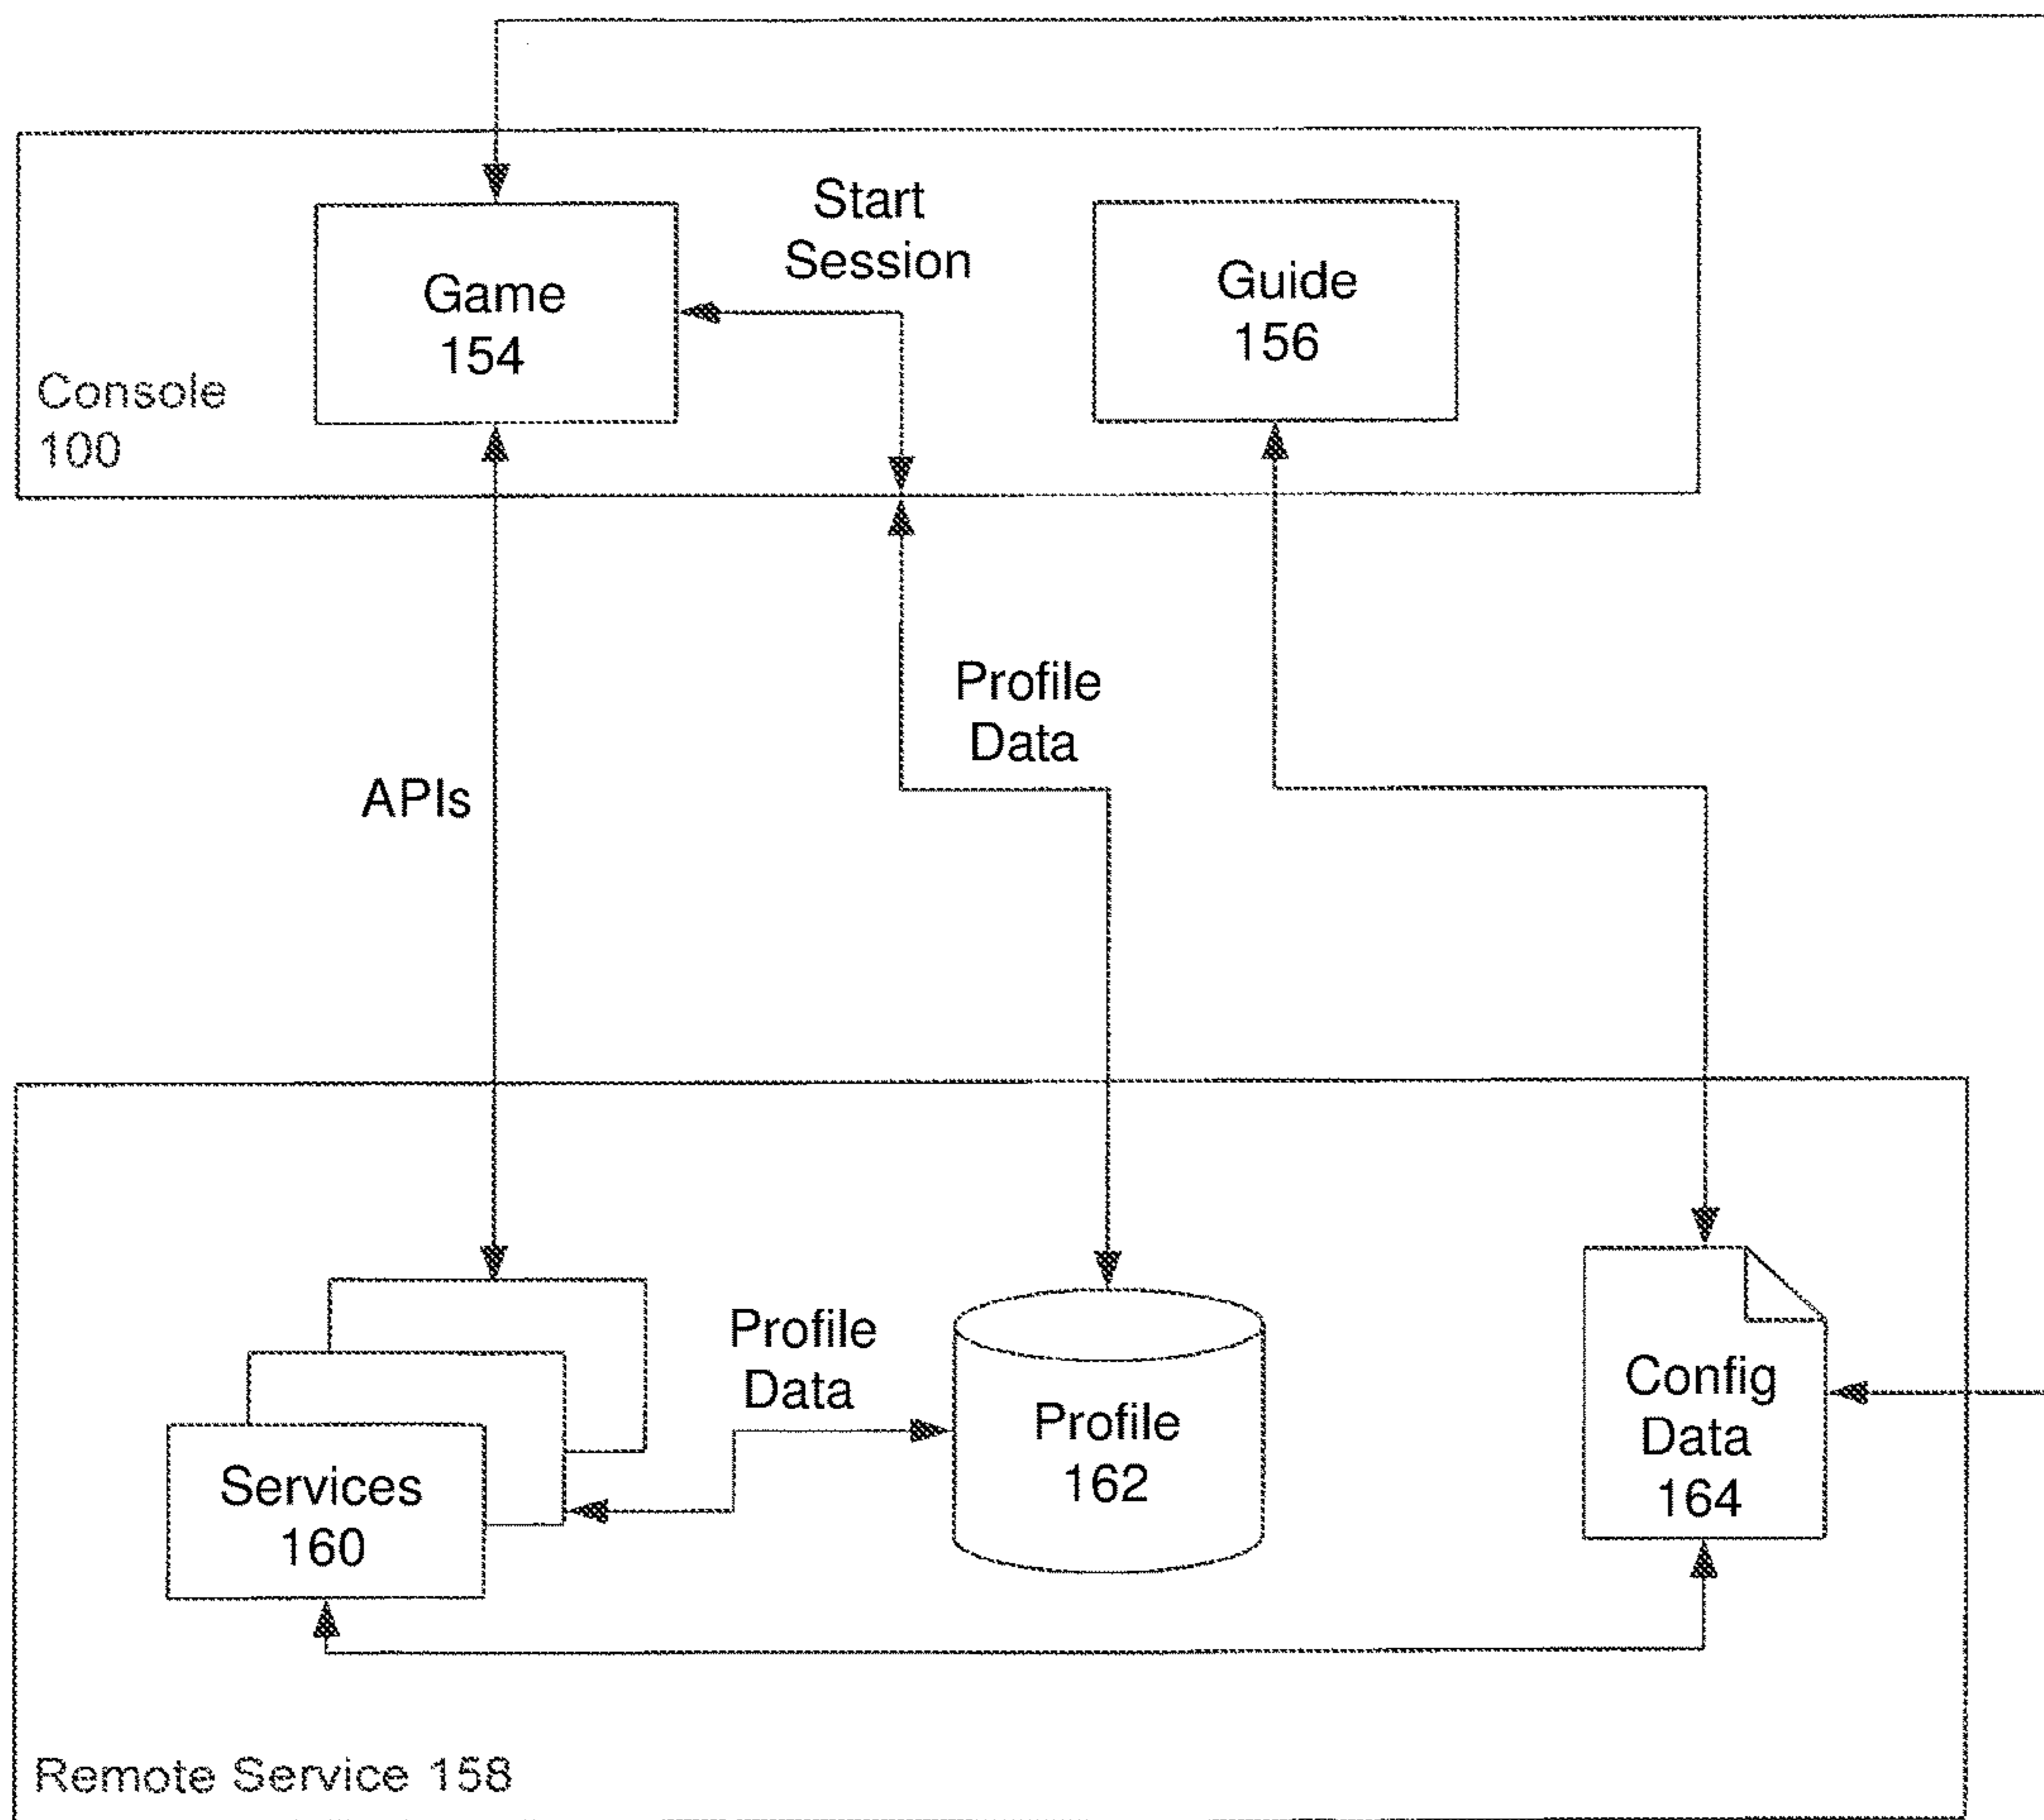 Start
Session
Game
154
Guide
156
Console
100
Profile
Data
APIs
Profile
Data
Profile
162
Config
Data
164
Services
160
Remote Service 158